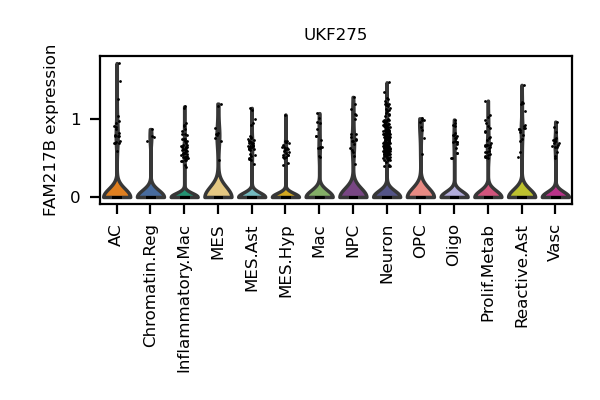 UKF275
FAM217B expression
1
0
AC
Chromatin.Reg
Inflammatory.Mac
MES
MES.Ast
MES.Hyp
Mac
NPC
Neuron
OPC
Oligo
Prolif.Metab
Reactive.Ast
Vasc